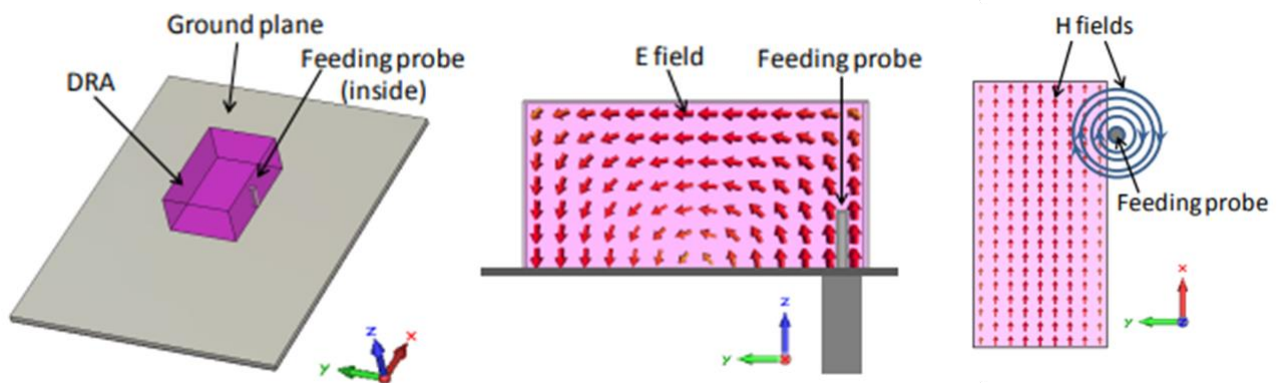 Ground plane
Feeding probe
(inside)
DRA
z
x
y
E field
Feeding probe
z
y
x
H fields
Feeding probe
x
y
z